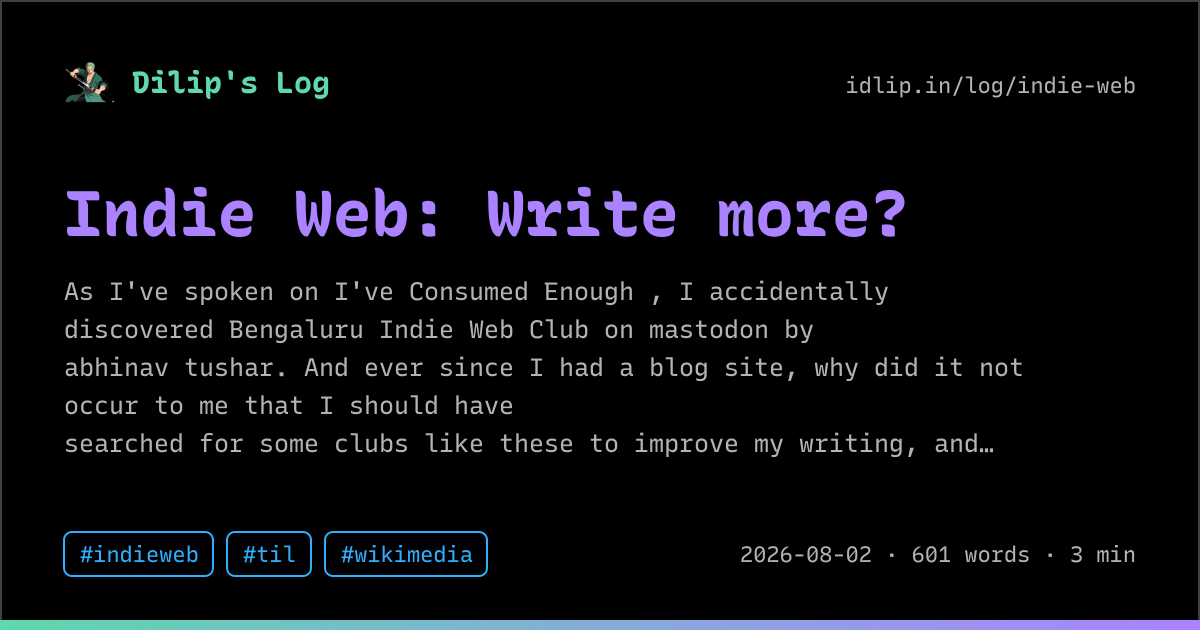 Dilip's Log
idlip.in/log/indie-web
Indie Web: Write more?
As I've spoken on I've Consumed Enough , I accidentally
discovered Bengaluru Indie Web Club on mastodon by
abhinav tushar. And ever since I had a blog site, why did it not
occur to me that I should have
searched for some clubs like these to improve my writing, and…
#indieweb #til #wikimedia
2026-08-02 · 601 words · 3 min